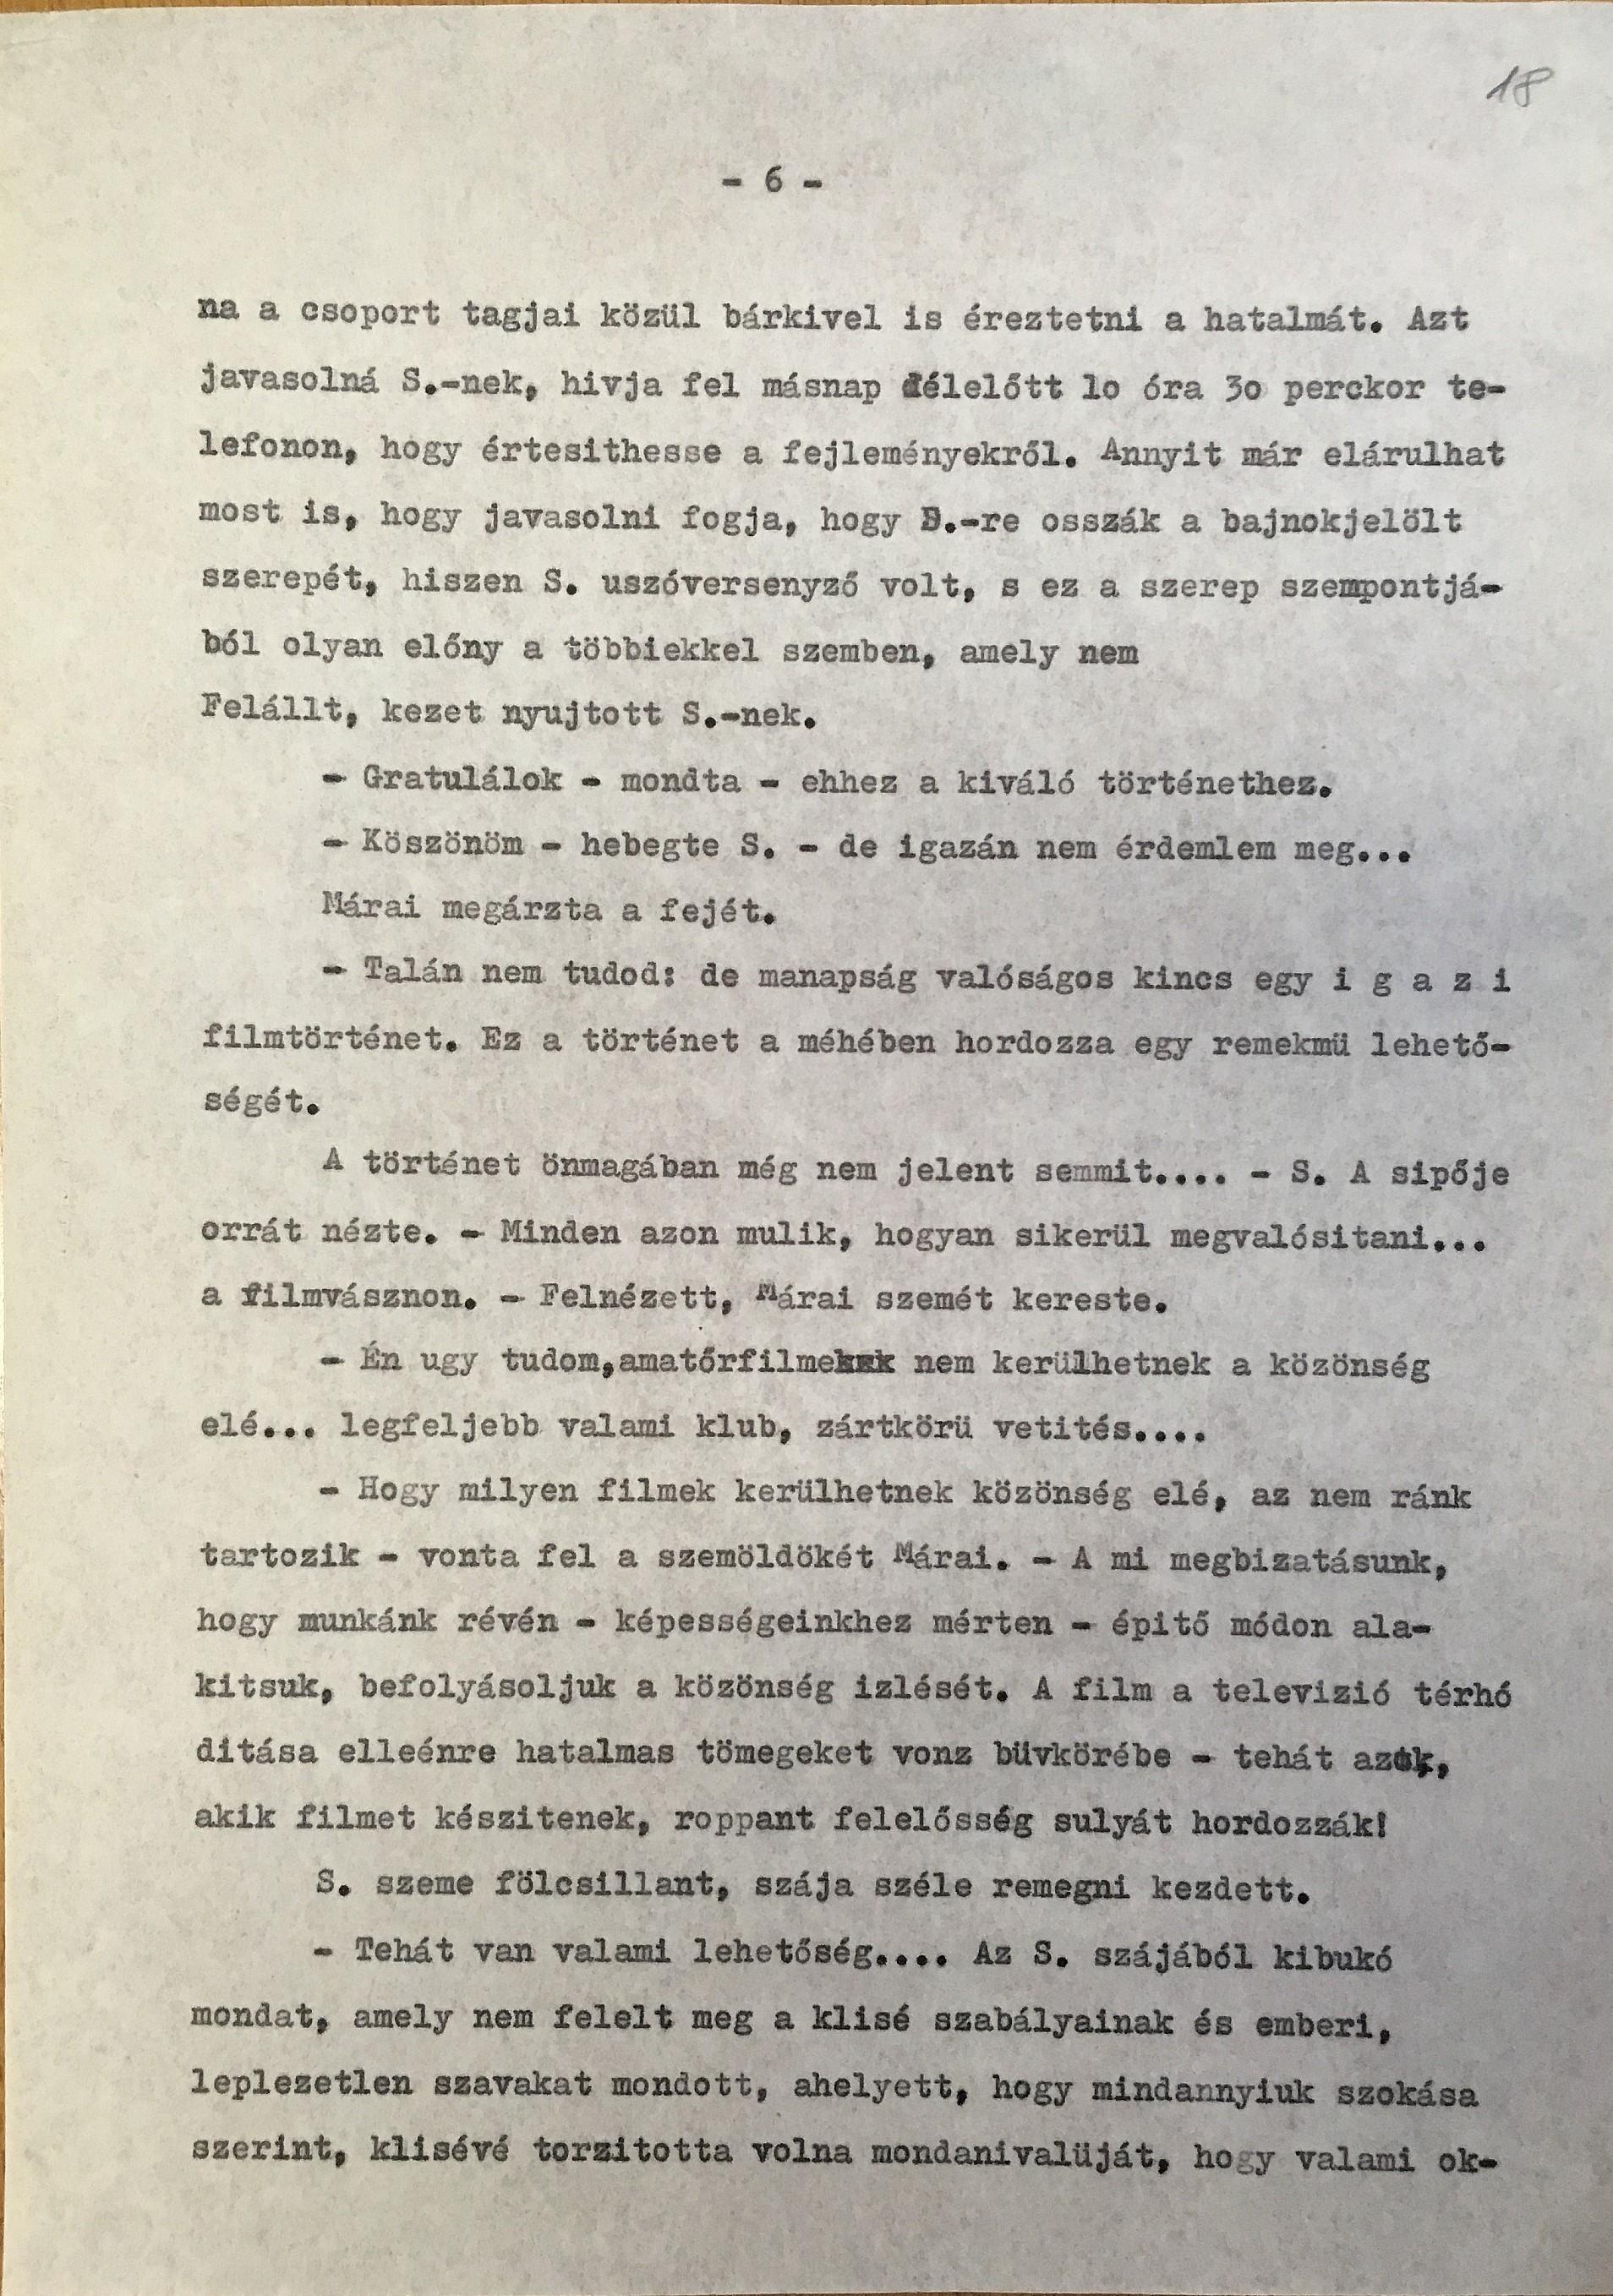 18
- 6 -
na a csoport tagjai közül bárkivel is éreztetni a hatalmát. Azt
javasolná S.-nek, hivja fel másnap délelőtt lo óra 3o perckor te-
lefonon, hogy értesithesse a fejleményekről. Annyit már elárulhat
most is, hogy javasolni fogja, hogy S.-re osszák a bajnokjelölt
szerepét, hiszen S. uszóversenyző volt, s ez a szerep szempontjá-
ból olyan előny a többiekkel szemben, amely nem
Felállt, kezet nyujtott S.-nek.
- Gratulálok - mondta - ehhez a kiváló történethez.
- Köszönöm - hebegte S. - de igazán nem érdemlem meg...
Márai megárzta a fejét.
- Talán nem tudod: de manapság valóságos kincs egy i g a z i
filmtörténet. Ez a történet a méhében hordozza egy remekmü lehető-
ségét.
A történet önmagában még nem jelent semmit.... - S. A sipője
orrát nézte. - Minden azon mulik, hogyan sikerül megvalósitani...
a filmvásznon. - Felnézett, Márai szemét kereste.
- Én ugy tudom,amatőrfilmek nem kerülhetnek a közönség
elé... legfeljebb valami klub, zártkörü vetités....
- Hogy milyen filmek kerülhetnek közönség elé, az nem ránk
tartozik - vonta fel a szemöldökét Márai. - A mi megbizatásunk,
hogy munkánk révén - képességeinkhez mérten - épitő módon ala-
kitsuk, befolyásoljuk a közönség izlését. A film a televizió térhó
ditása elleénre hatalmas tömegeket vonz büvkörébe - tehát azok,
akik filmet készitenek, roppant felelősség sulyát hordozzák!
S. szeme fölcsillant, szája széle remegni kezdett.
- Tehát van valami lehetőség.... Az S. szájából kibukó
mondat, amely nem felelt meg a klisé szabályainak és emberi,
leplezetlen szavakat mondott, ahelyett, hogy mindannyiuk szokása
szerint, klisévé torzitotta volna mondanivalüját, hogy valami ok-